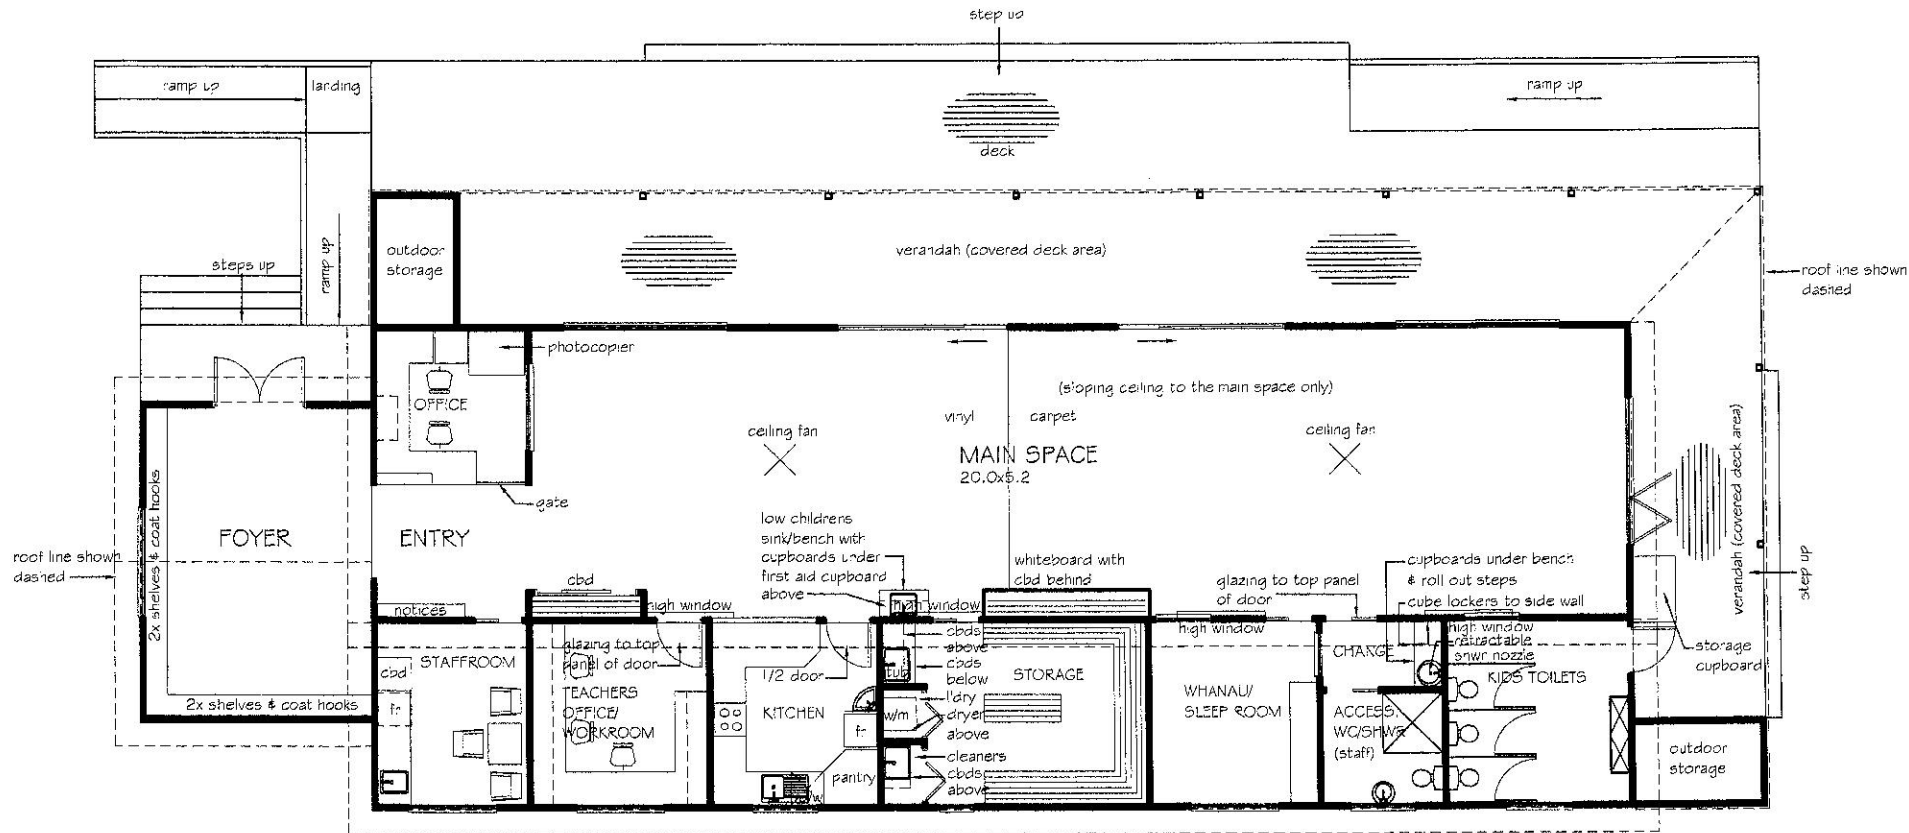 step up
ramp up
landing
ramp up
deck
outdoor
storage
verandah (covered deck area)
steps up
ramp up
roof line shown
dashed
photocopier
OFFICE
(sloping ceiling to the main space only)
vinyl
carpet
ceiling fan
ceiling fan
MAIN SPACE
20.0x5.2
gate
verandah (covered deck area)
2x shelves & coat hooks
FOYER
ENTRY
low childrens
sink/bench with
cupboards under
first aid cupboard
above
roof line shown
dashed
cbd
whiteboard with
cbd behind
glazing to top panel
of door
cupboards under bench
& roll out steps
cube lockers to side wall
step up
notices
high window
high window
high window
high window
retractable
shwr nozzle
storage
cupboard
STAFFROOM
cbd
fr
2x shelves & coat hooks
glazing to top
panel of door
TEACHERS
OFFICE/
WORKROOM
1/2 door
KITCHEN
fr
pantry
tub
w/m
cbds
above
cbds
below
l'dry
dryer
above
cleaners
cbds
above
STORAGE
WHANAU/
SLEEP ROOM
CHANGE
ACCESS.
WC/SHWR
(staff)
KIDS TOILETS
outdoor
storage